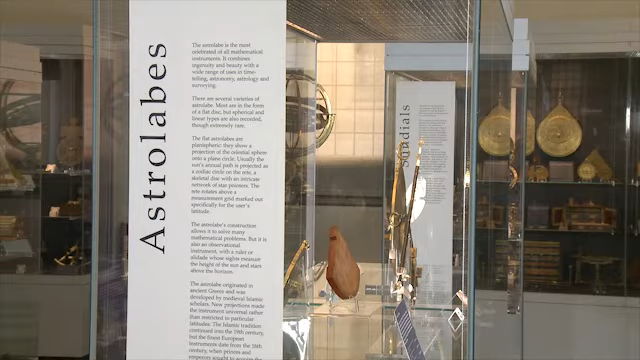 Astrolabes
The astrolabe is the most
celebrated of all mathematical
instruments. It combines
ingenuity and beauty with a
wide range of uses in time-
telling, astronomy, astrology and
surveying.
There are several varieties of
astrolabe. Most are in the form
of a flat disc, but spherical and
linear types are also recorded,
though extremely rare.
The flat astrolabes are
planispheric: they show a
projection of the celestial sphere
onto a plane circle. Usually the
sun's annual path is projected as
a zodiac circle on the rete, a
skeletal disc with an intricate
network of star pointers. The
rete rotates above a
measurement grid marked out
specifically for the user's
latitude.
The astrolabe's construction
allows it to solve many
mathematical problems. But it is
also an observational
instrument, with a ruler or
alidade whose sights measure
the height of the sun and stars
above the horizon.
The astrolabe originated in
ancient Greece and was
developed by medieval Islamic
scholars. New projections made
the instrument universal rather
than restricted to particular
latitudes. The Islamic tradition
continued into the 19th century,
but the finest European
instruments date from the 16th
century, when princes and
Sundials